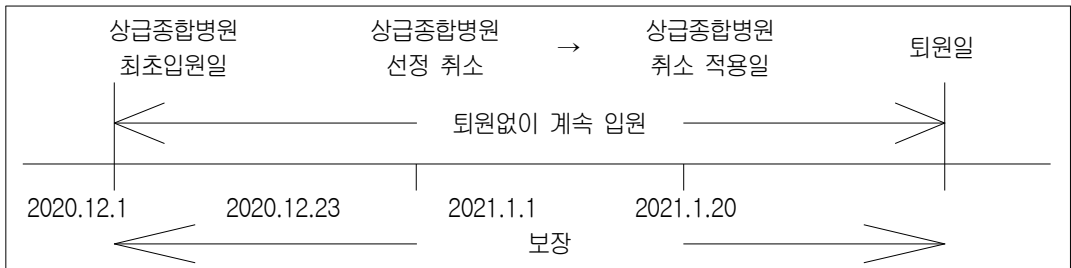 상급종합병원 상급종합병원 → 상급종합병원 퇴원일
최초입원일 선정 취소 취소 적용일
퇴원없이 계속 입원
2020.12.1 2020.12.23 2021.1.1 2021.1.20
보장